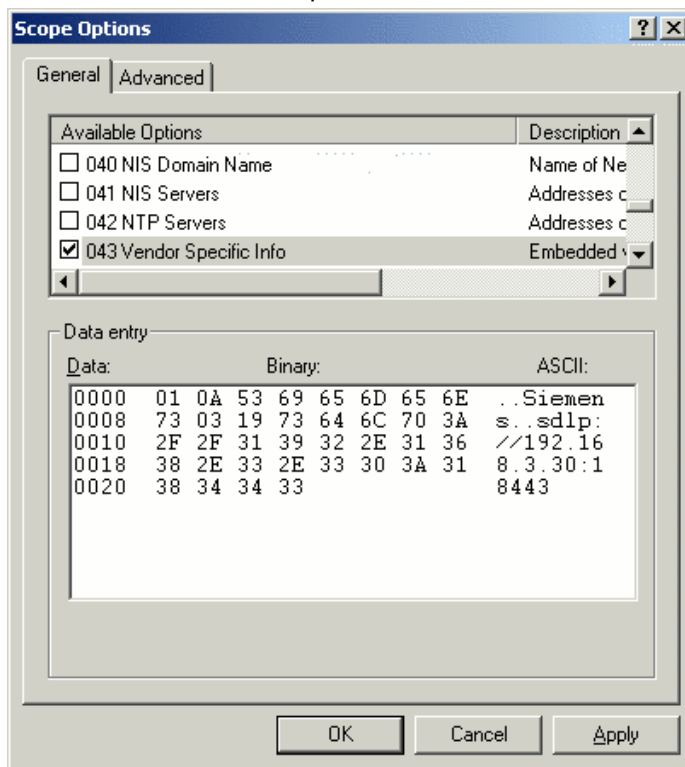 Scope Options
General Advanced
Available Options Description
040 NIS Domain Name Name of Ne
041 NIS Servers Addresses c
042 NTP Servers Addresses c
043 Vendor Specific Info Embedded
Data entry
Data: Binary: ASCII:
0000 01 0A 53 69 65 6D 65 6E ..Siemen
0008 73 03 19 73 64 6C 70 3A s..sdlp:
0010 2F 2F 31 39 32 2E 31 36 //192.16
0018 38 2E 33 2E 33 30 3A 31 8.3.30:1
0020 38 34 34 33 8443
OK Cancel Apply